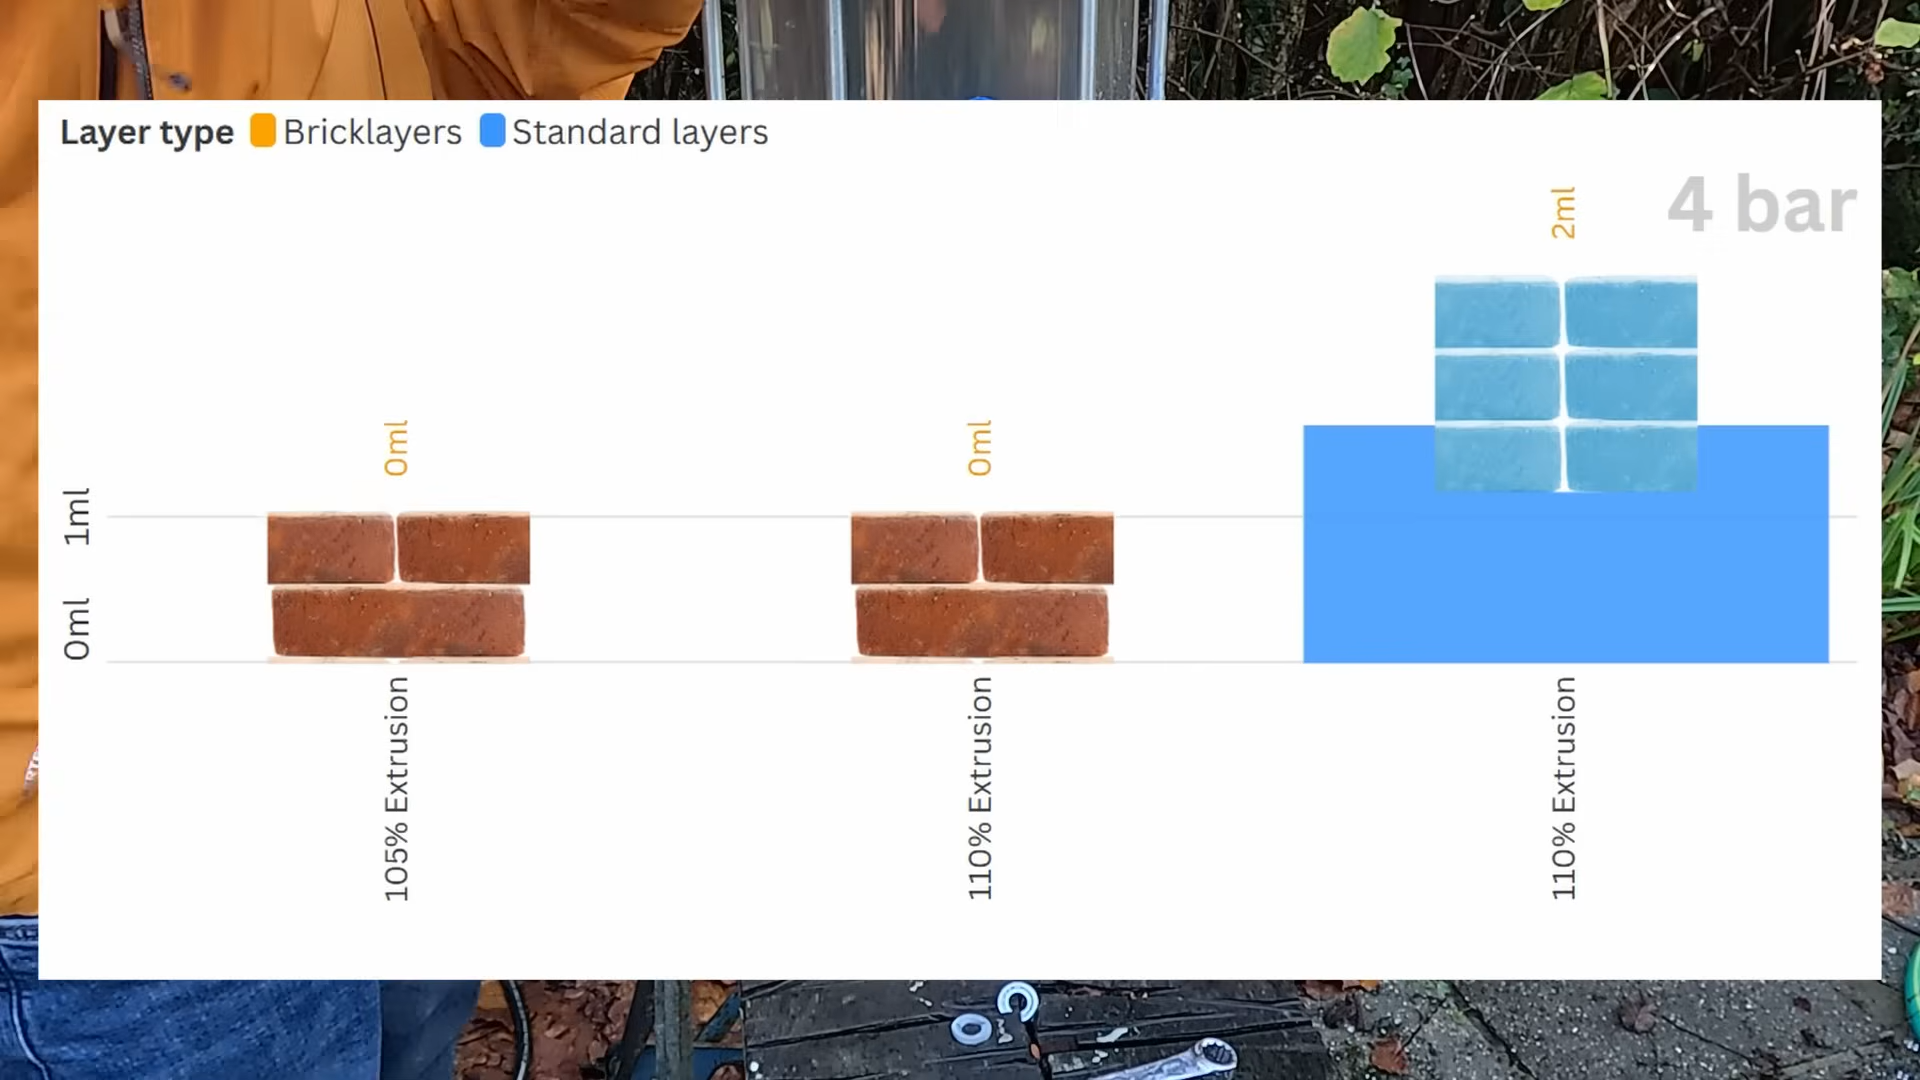 Layer type Bricklayers Standard layers
4 bar
2ml
0ml
0ml
1ml
0ml
105% Extrusion
110% Extrusion
110% Extrusion